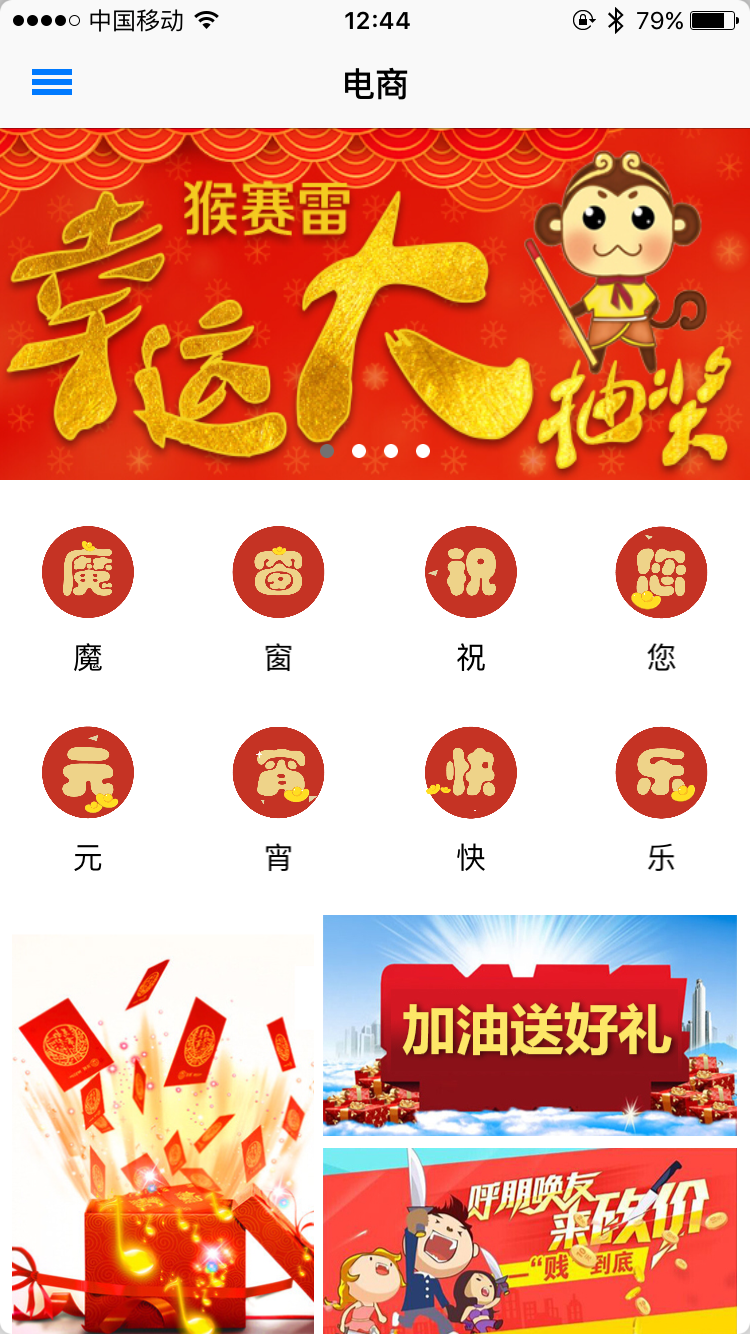 中国移动 12:44 79%
电商
猴赛雷
幸运大抽奖
魔 窗 祝 您
魔 窗 祝 您
元 宵 快 乐
元 宵 快 乐
加油送好礼
呼朋唤友
来砍价
一“贱”到底